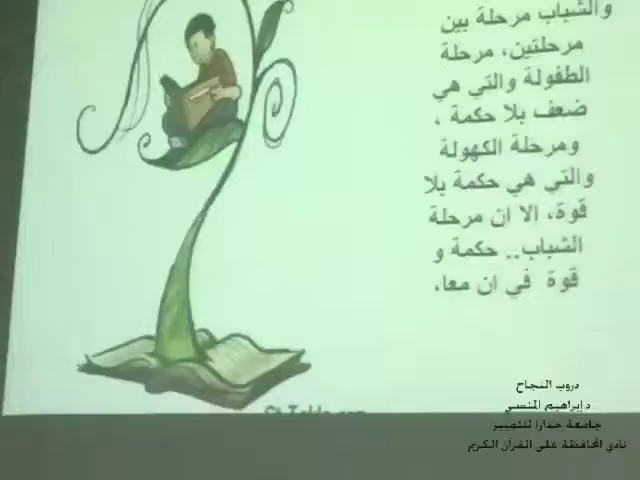 والشباب مرحلة بين
مرحلتين، مرحلة
الطفولة والتي هي
ضعف بلا حكمة ،
ومرحلة الكهولة
والتي هي حكمة بلا
قوة، الا ان مرحلة
الشباب.. حكمة و
قوة في ان معا،
دروب النجاح
د إبراهيم المنسي
جامعة جدارا للتميز
نادي المحافظة على القرآن الكريم